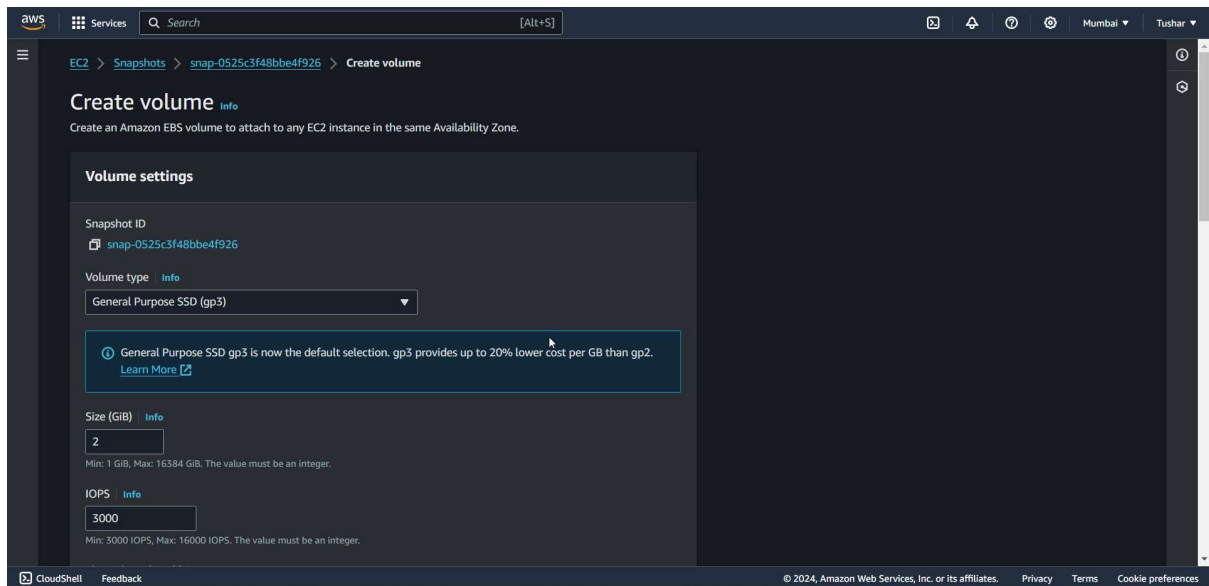 aws
Services
Search
[Alt+S]
Mumbai
Tushar
EC2 > Snapshots > snap-0525c3f48bbe4f926 > Create volume
Create volume Info
Create an Amazon EBS volume to attach to any EC2 instance in the same Availability Zone.
Volume settings
Snapshot ID
snap-0525c3f48bbe4f926
Volume type | Info
General Purpose SSD (gp3)
General Purpose SSD gp3 is now the default selection. gp3 provides up to 20% lower cost per GB than gp2.
Learn More
Size (GiB) | Info
2
Min: 1 GiB, Max: 16384 GiB. The value must be an integer.
IOPS | Info
3000
Min: 3000 IOPS, Max: 16000 IOPS. The value must be an integer.
CloudShell
Feedback
© 2024, Amazon Web Services, Inc. or its affiliates.
Privacy
Terms
Cookie preferences